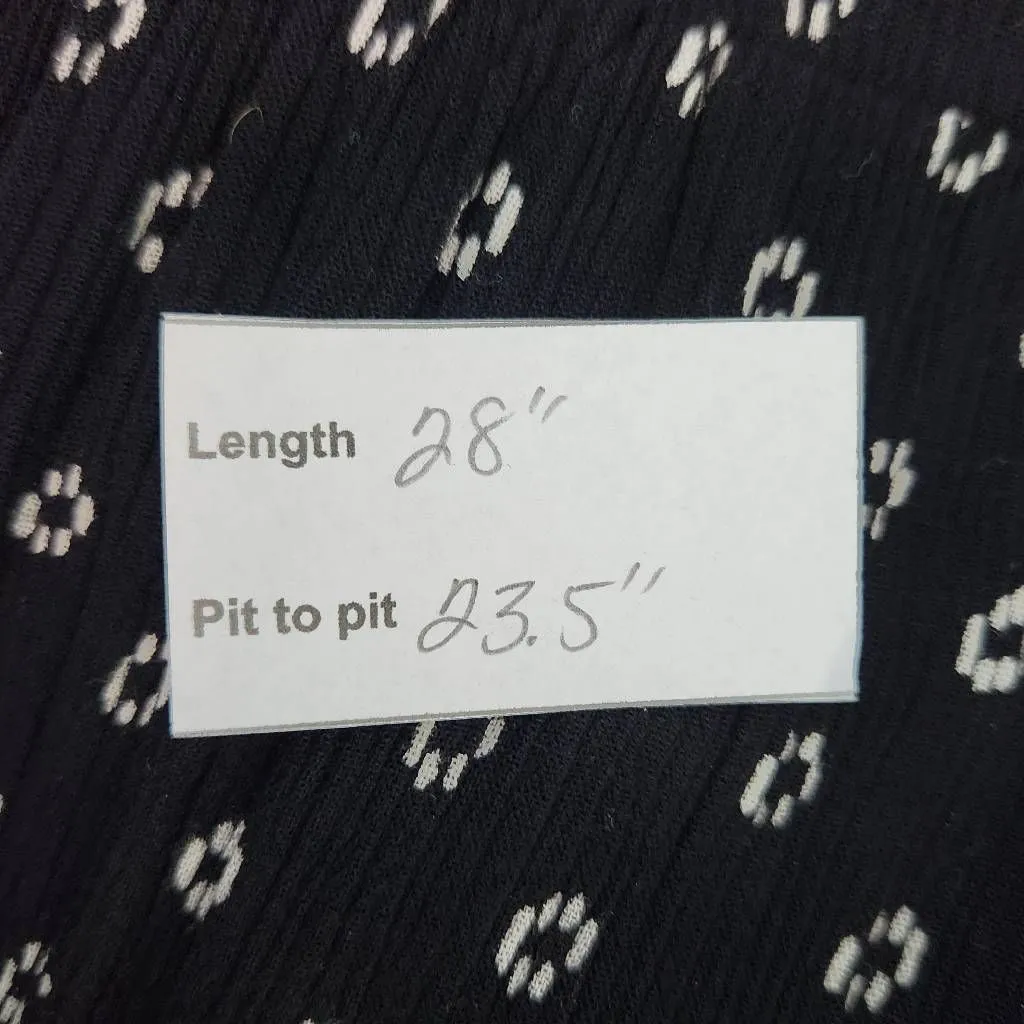 Length 28"
Pit to pit 23.5"